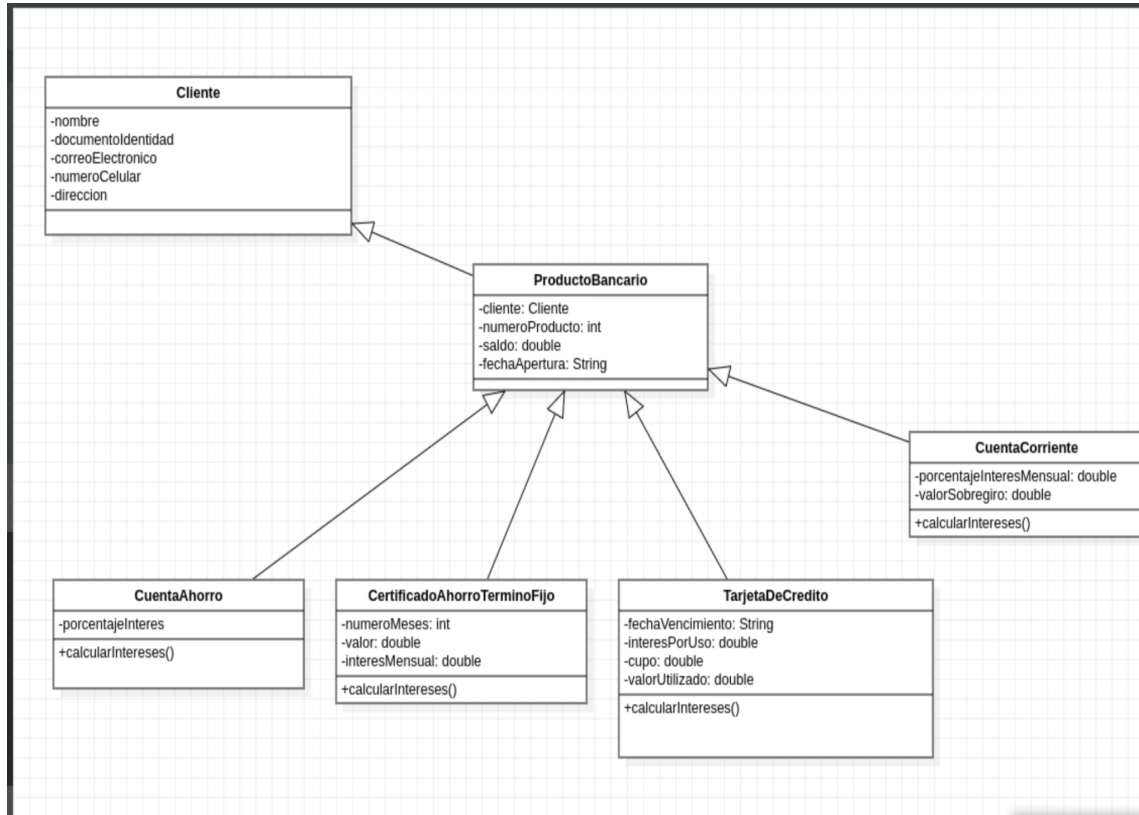 Cliente
-nombre
-documentoIdentidad
-correoElectronico
-numeroCelular
-direccion
ProductoBancario
-cliente: Cliente
-numeroProducto: int
-saldo: double
-fechaApertura: String
CuentaCorriente
-porcentajeInteresMensual: double
-valorSobregiro: double
+calcularIntereses()
CuentaAhorro
-porcentajeInteres
+calcularIntereses()
CertificadoAhorroTerminoFijo
-numeroMeses: int
-valor: double
-interesMensual: double
+calcularIntereses()
TarjetaDeCredito
-fechaVencimiento: String
-interesPorUso: double
-cupo: double
-valorUtilizado: double
+calcularIntereses()